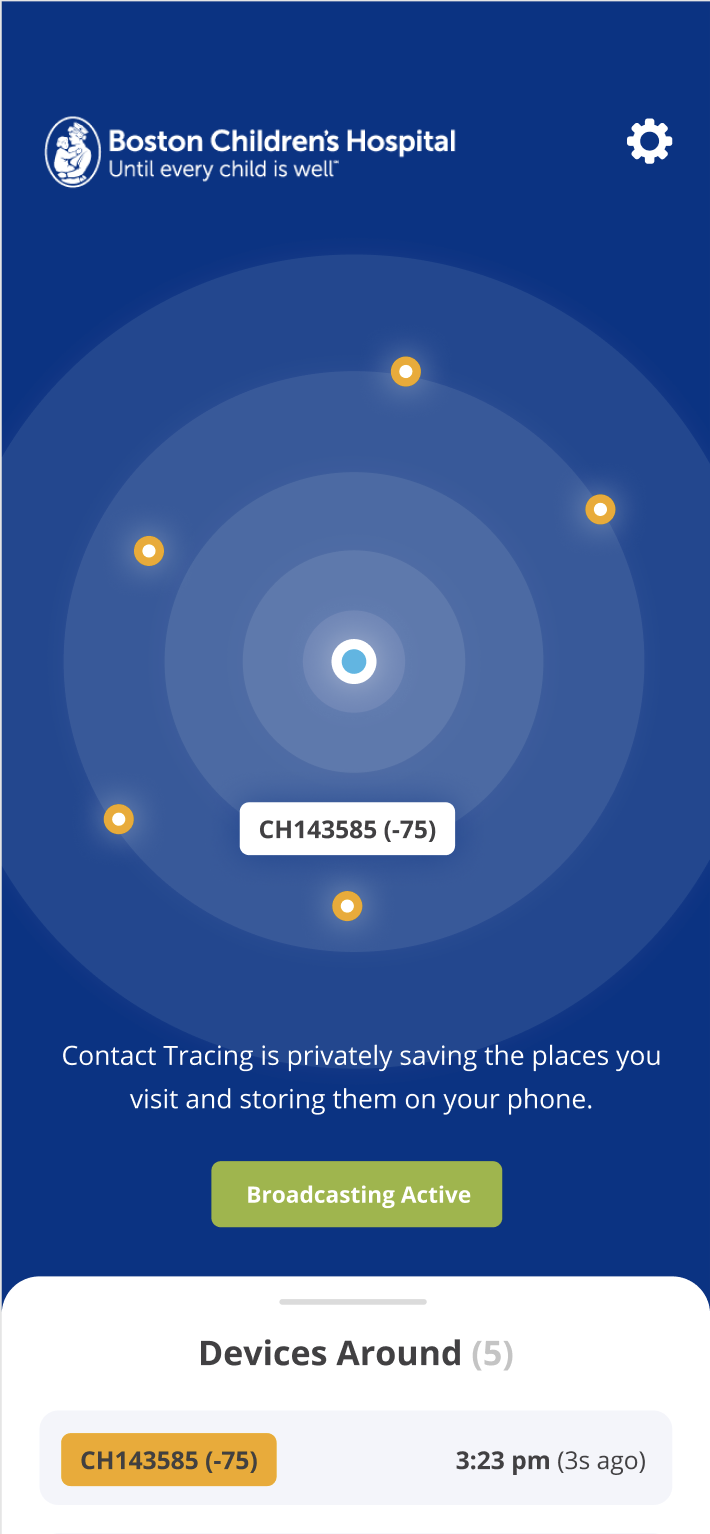 Boston Children's Hospital
Until every child is well™
CH143585 (-75)
Contact Tracing is privately saving the places you
visit and storing them on your phone.
Broadcasting Active
Devices Around (5)
CH143585 (-75) 3:23 pm (3s ago)